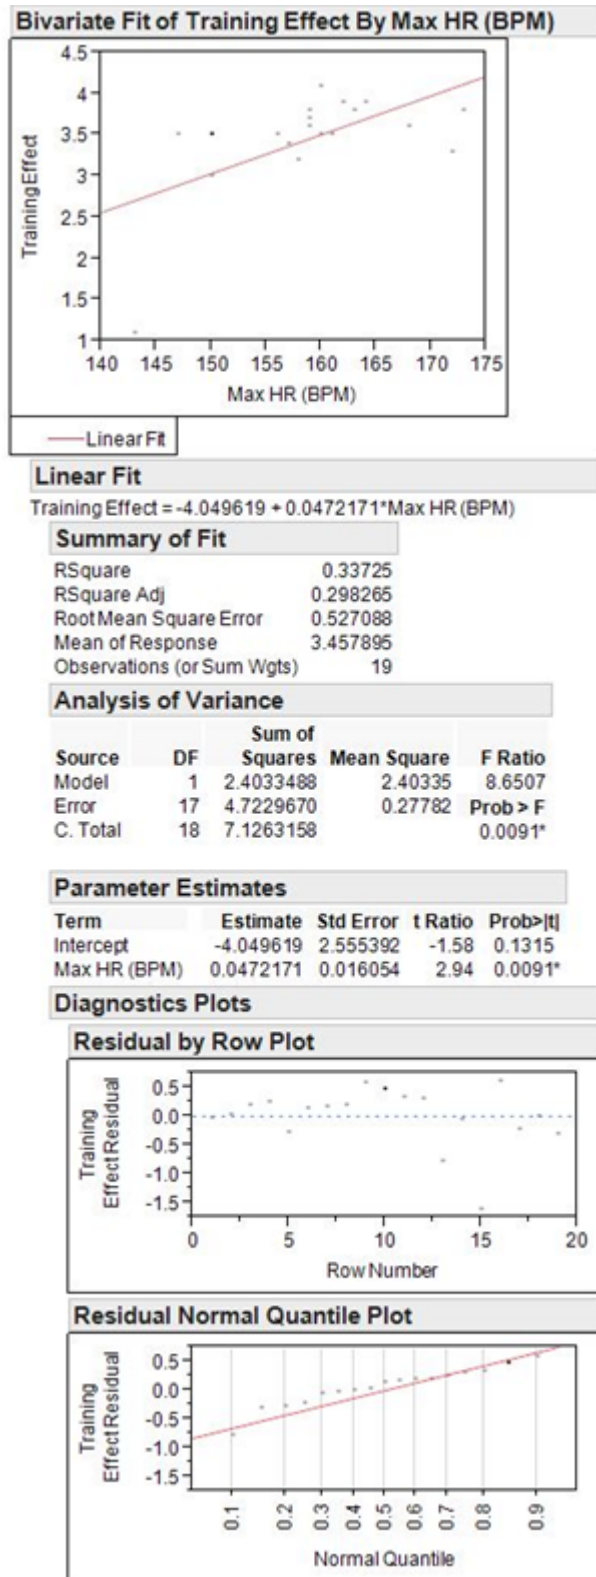 Bivariate Fit of Training Effect By Max HR (BPM)
4.5
4
3.5
3
2.5
2
1.5
1
Training Effect
140 145 150 155 160 165 170 175
Max HR (BPM)
Linear Fit
Linear Fit
Training Effect = -4.049619 + 0.0472171*Max HR (BPM)
Summary of Fit
RSquare 0.33725
RSquare Adj 0.298265
Root Mean Square Error 0.527088
Mean of Response 3.457895
Observations (or Sum Wgts) 19
Analysis of Variance
Sum of
Source DF Squares Mean Square F Ratio
Model 1 2.4033488 2.40335 8.6507
Error 17 4.7229670 0.27782 Prob > F
C. Total 18 7.1263158 0.0091*
Parameter Estimates
Term Estimate Std Error t Ratio Prob>|t|
Intercept -4.049619 2.555392 -1.58 0.1315
Max HR (BPM) 0.0472171 0.016054 2.94 0.0091*
Diagnostics Plots
Residual by Row Plot
Training
Effect Residual
0.5
0.0
-0.5
-1.0
-1.5
0 5 10 15 20
Row Number
Residual Normal Quantile Plot
Training
Effect Residual
0.5
0.0
-0.5
-1.0
-1.5
0.1 0.2 0.3 0.4 0.5 0.6 0.7 0.8 0.9
Normal Quantile